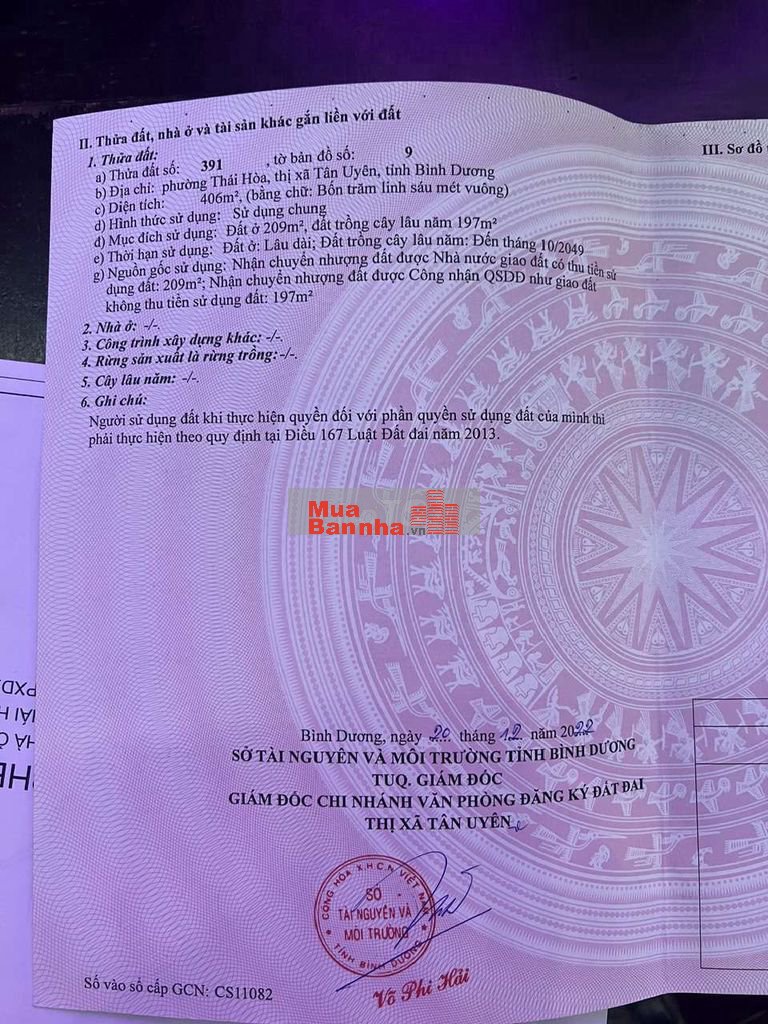 II. Thửa đất, nhà ở và tài sản khác gắn liền với đất
1. Thửa đất:
a) Thửa đất số: 391 , tờ bản đồ số: 9
b) Địa chỉ: phường Thái Hòa, thị xã Tân Uyên, tỉnh Bình Dương
c) Diện tích: 406m², (bằng chữ: Bốn trăm linh sáu mét vuông)
d) Hình thức sử dụng: Sử dụng chung
đ) Mục đích sử dụng: Đất ở 209m², đất trồng cây lâu năm 197m²
e) Thời hạn sử dụng: Đất ở: Lâu dài; Đất trồng cây lâu năm: Đến tháng 10/2049
g) Nguồn gốc sử dụng: Nhận chuyển nhượng đất được Nhà nước giao đất có thu tiền sử
dụng đất: 209m²; Nhận chuyển nhượng đất được Công nhận QSDĐ như giao đất
không thu tiền sử dụng đất: 197m²
2. Nhà ở: -/-.
3. Công trình xây dựng khác: -/-.
4. Rừng sản xuất là rừng trồng: -/-.
5. Cây lâu năm: -/-.
6. Ghi chú:
Người sử dụng đất khi thực hiện quyền đối với phần quyền sử dụng đất của mình thì
phải thực hiện theo quy định tại Điều 167 Luật Đất đai năm 2013.
III. Sơ đồ
Mua
Bannha.vn
Bình Dương, ngày 20 tháng 12 năm 2022
SỞ TÀI NGUYÊN VÀ MÔI TRƯỜNG TỈNH BÌNH DƯƠNG
TUQ. GIÁM ĐỐC
GIÁM ĐỐC CHI NHÁNH VĂN PHÒNG ĐĂNG KÝ ĐẤT ĐAI
THỊ XÃ TÂN UYÊN
CỘNG HÒA X.H.C.N VIỆT NAM
SỞ
TÀI NGUYÊN VÀ
MÔI TRƯỜNG
TỈNH BÌNH DƯƠNG
Võ Phi Hải
Số vào sổ cấp GCN: CS11082